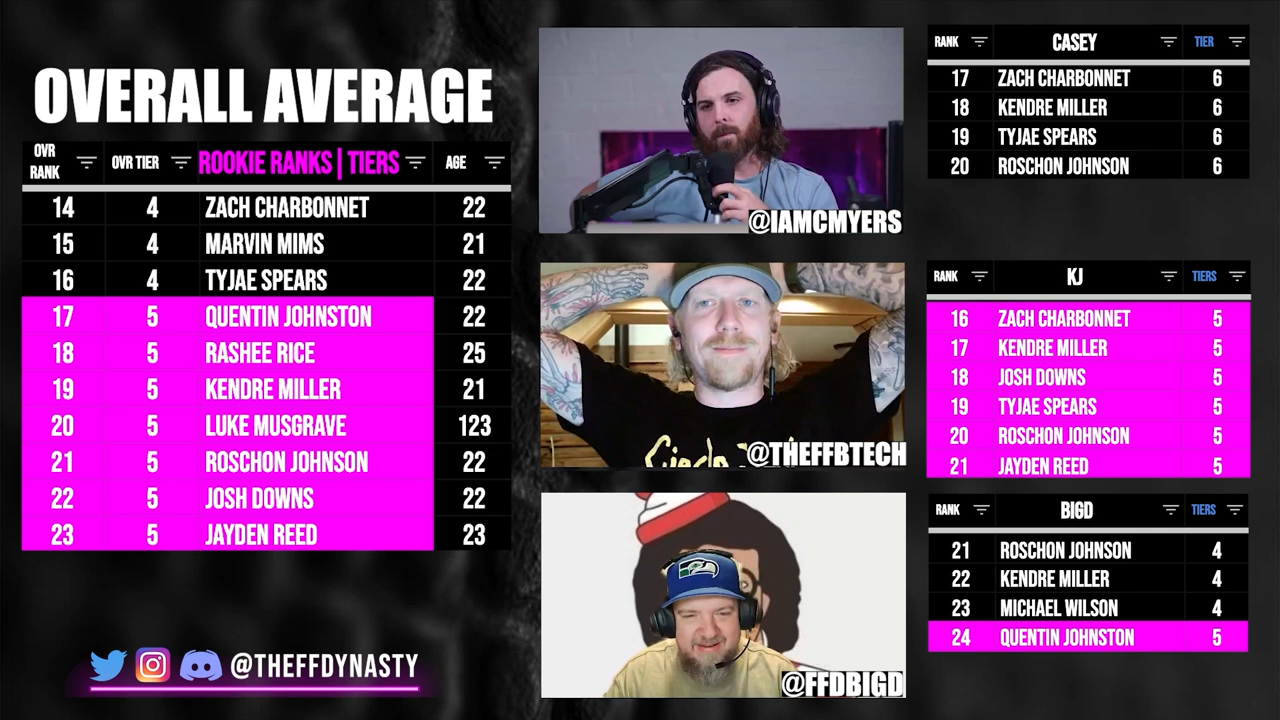 OVERALL AVERAGE
OVR RANK OVR TIER ROOKIE RANKS | TIERS AGE
14 4 ZACH CHARBONNET 22
15 4 MARVIN MIMS 21
16 4 TYJAE SPEARS 22
17 5 QUENTIN JOHNSTON 22
18 5 RASHEE RICE 25
19 5 KENDRE MILLER 21
20 5 LUKE MUSGRAVE 123
21 5 ROSCHON JOHNSON 22
22 5 JOSH DOWNS 22
23 5 JAYDEN REED 23
@THEFFDYNASTY
@IAMCMYERS
@THEFFBTECH
@FFDBIGD
RANK CASEY TIER
17 ZACH CHARBONNET 6
18 KENDRE MILLER 6
19 TYJAE SPEARS 6
20 ROSCHON JOHNSON 6
RANK KJ TIERS
16 ZACH CHARBONNET 5
17 KENDRE MILLER 5
18 JOSH DOWNS 5
19 TYJAE SPEARS 5
20 ROSCHON JOHNSON 5
21 JAYDEN REED 5
RANK BIGD TIERS
21 ROSCHON JOHNSON 4
22 KENDRE MILLER 4
23 MICHAEL WILSON 4
24 QUENTIN JOHNSTON 5